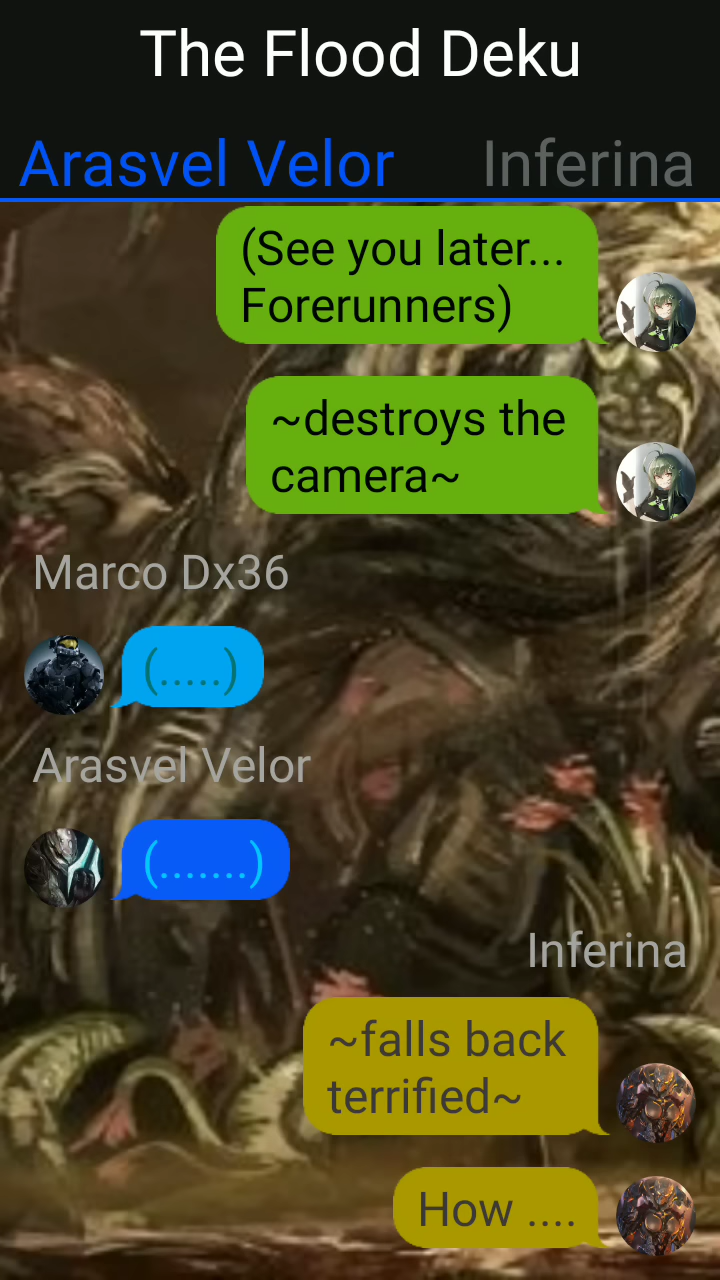 The Flood Deku
Arasvel Velor Inferina
(See you later...
Forerunners)
~destroys the
camera~
Marco Dx36
(.....)
Arasvel Velor
(.......)
Inferina
~falls back
terrified~
How ....